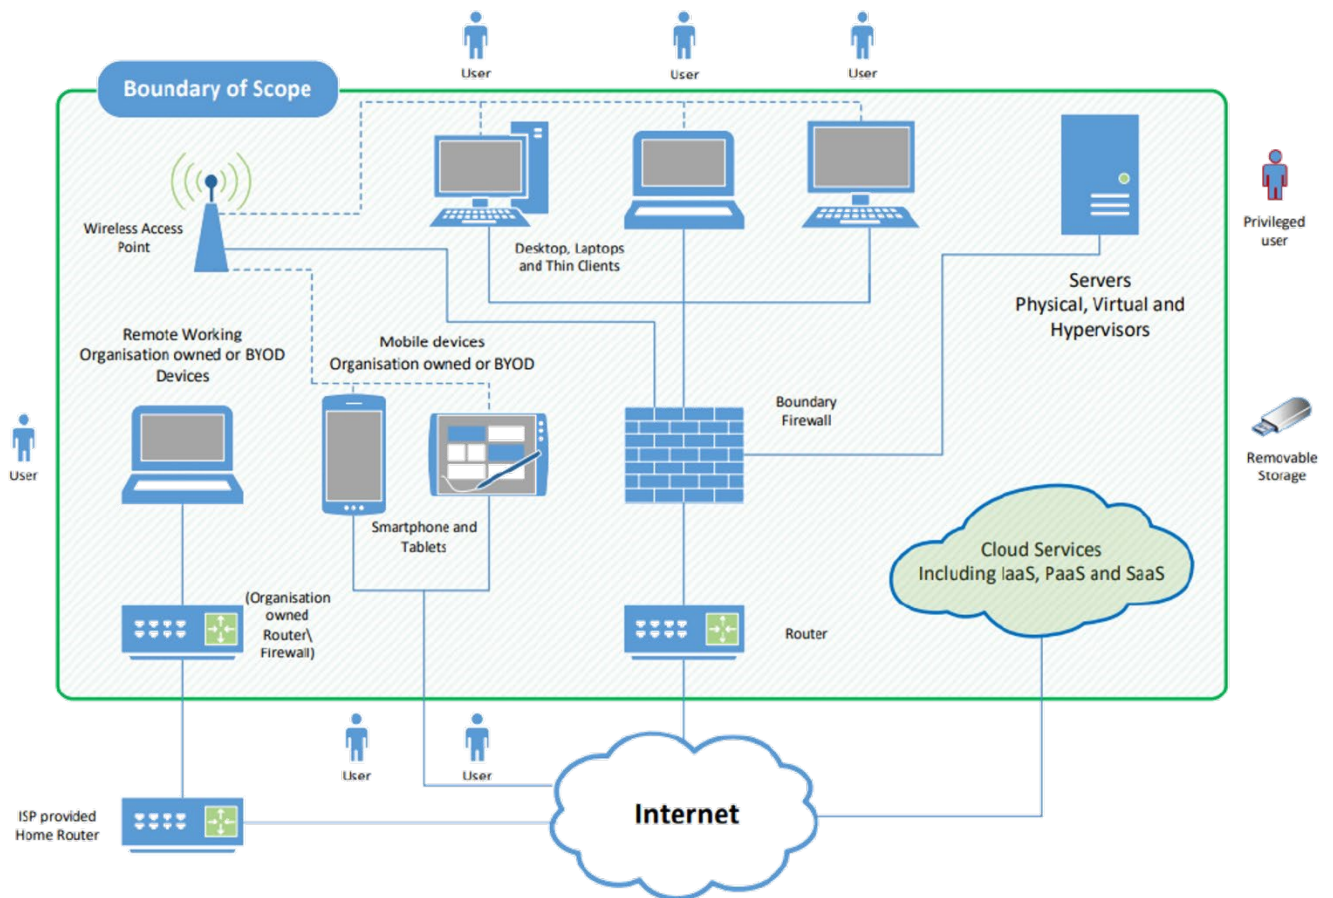 User
User
User
Boundary of Scope
Wireless Access
Point
Desktop, Laptops
and Thin Clients
Privileged
user
Servers
Physical, Virtual and
Hypervisors
Remote Working
Organisation owned or BYOD
Devices
Mobile devices
Organisation owned or BYOD
Boundary
Firewall
User
Removable
Storage
Smartphone and
Tablets
Cloud Services
Including IaaS, PaaS and SaaS
(Organisation
owned
Router\
Firewall)
Router
User
User
ISP provided
Home Router
Internet